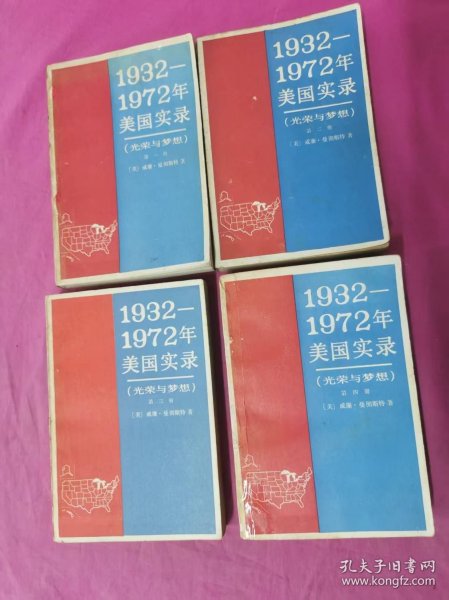 1932—
1972年
美国实录
(光荣与梦想)
第一册
[美] 威廉·曼彻斯特 著
1932—
1972年
美国实录
(光荣与梦想)
第二册
[美] 威廉·曼彻斯特 著
1932—
1972年
美国实录
(光荣与梦想)
第三册
[美] 威廉·曼彻斯特 著
1932—
1972年
美国实录
(光荣与梦想)
第四册
[美] 威廉·曼彻斯特 著
孔夫子旧书网
www.kongfz.com